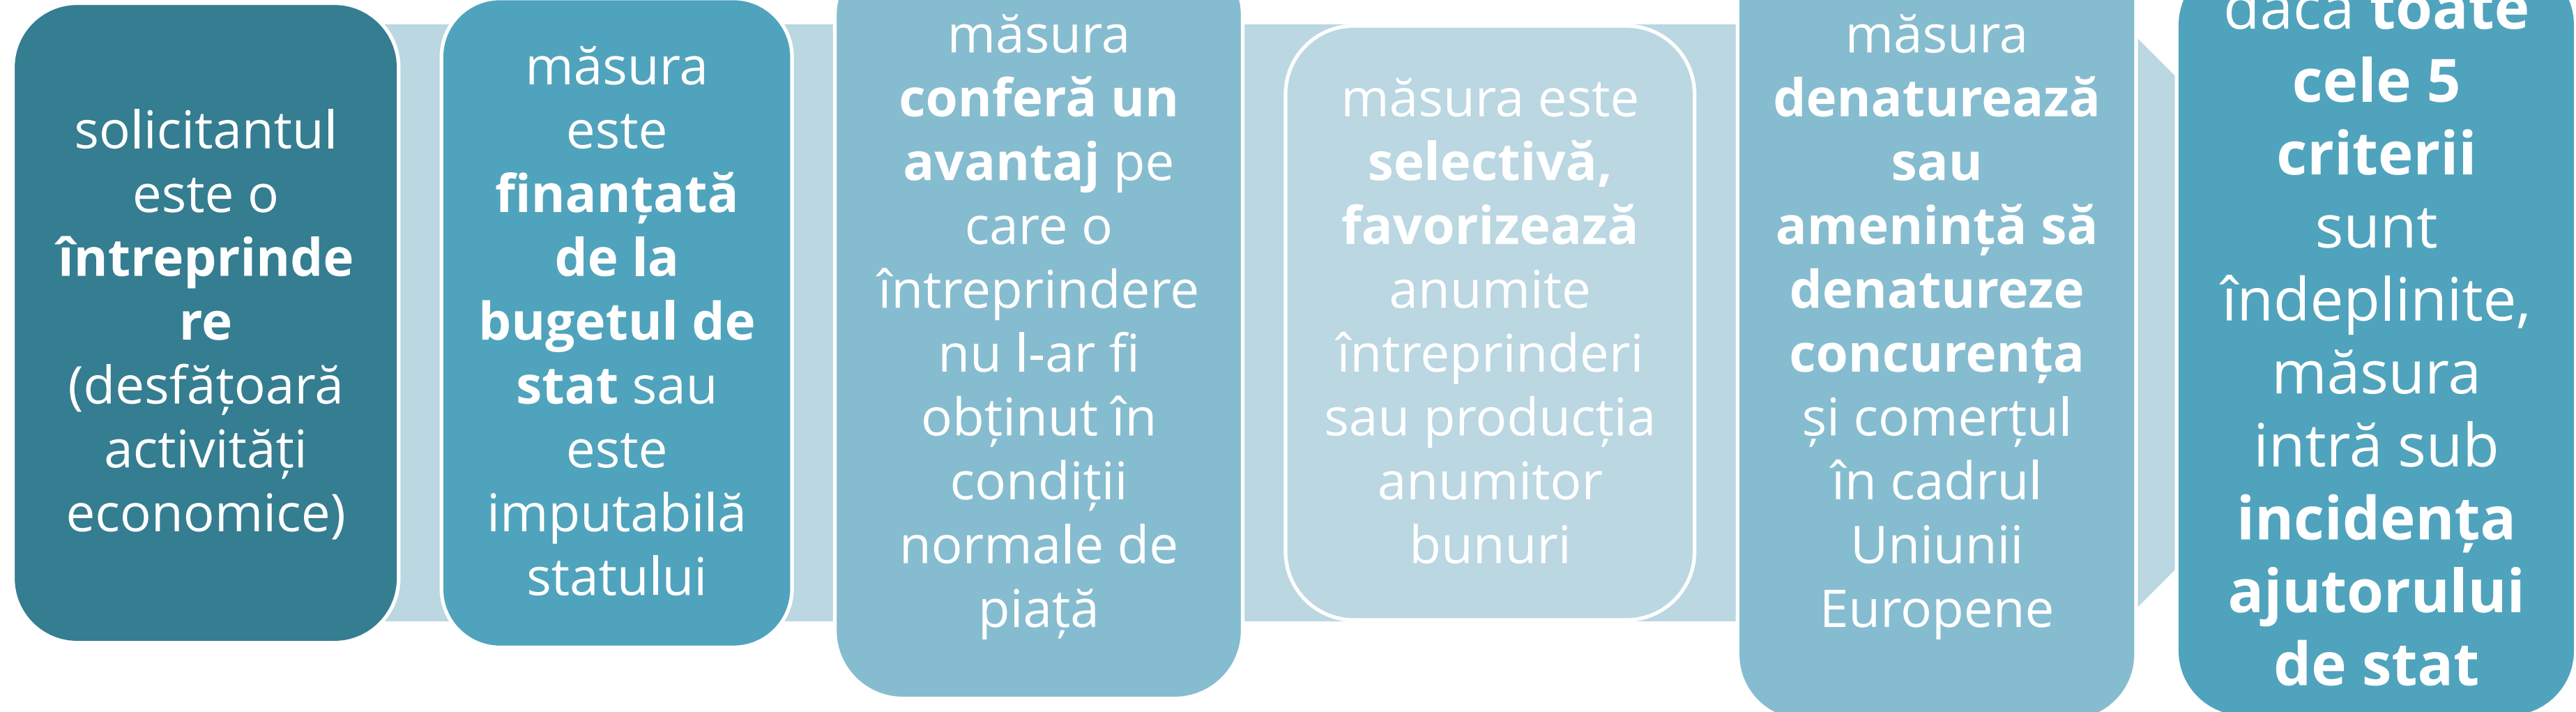 solicitantul
este o
întreprinde
re
(desfățoară
activități
economice)
măsura
este
finanțată
de la
bugetul de
stat sau
este
imputabilă
statului
măsura
conferă un
avantaj pe
care o
întreprindere
nu l-ar fi
obținut în
condiții
normale de
piață
măsura este
selectivă,
favorizează
anumite
întreprinderi
sau producția
anumitor
bunuri
măsura
denaturează
sau
amenință să
denatureze
concurența
și comerțul
în cadrul
Uniunii
Europene
dacă toate
cele 5
criterii
sunt
îndeplinite,
măsura
intră sub
incidența
ajutorului
de stat